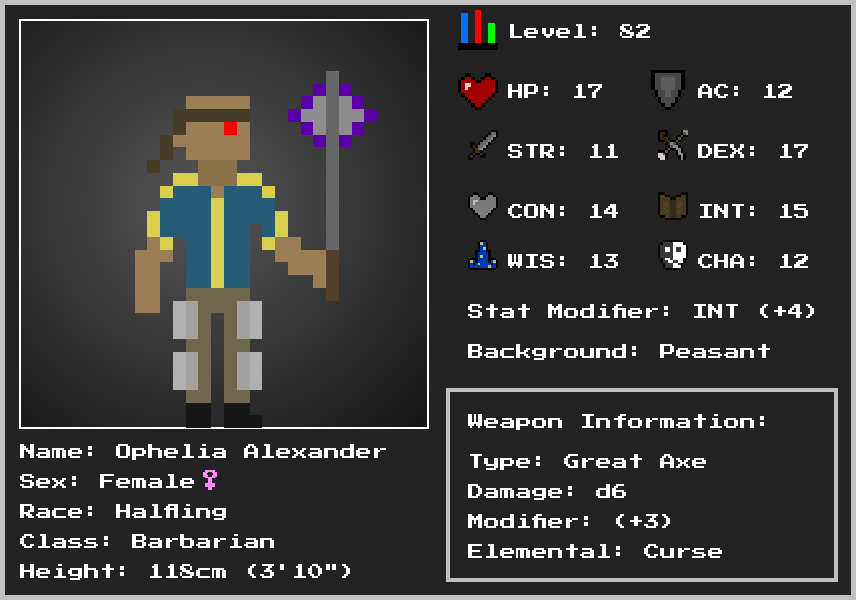 Level: 82
HP: 17 AC: 12
STR: 11 DEX: 17
CON: 14 INT: 15
WIS: 13 CHA: 12
Stat Modifier: INT (+4)
Background: Peasant
Weapon Information:
Type: Great Axe
Damage: d6
Modifier: (+3)
Elemental: Curse
Name: Ophelia Alexander
Sex: Female♀
Race: Halfling
Class: Barbarian
Height: 118cm (3'10")